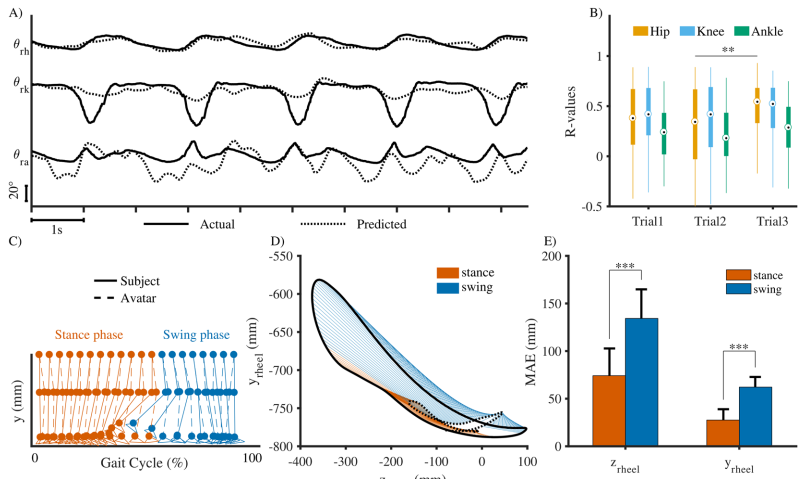 A)
θrh
θrk
θra
20°
1s
Actual
Predicted
B)
Hip
Knee
Ankle
**
R-values
1
0.5
0
-0.5
Trial1
Trial2
Trial3
C)
Subject
Avatar
Stance phase
Swing phase
y (mm)
0
100
Gait Cycle (%)
D)
stance
swing
yrheel (mm)
-550
-600
-650
-700
-750
-800
-400
-300
-200
-100
0
100
(mm)
E)
stance
swing
***
***
MAE (mm)
200
150
100
50
0
zrheel
yrheel